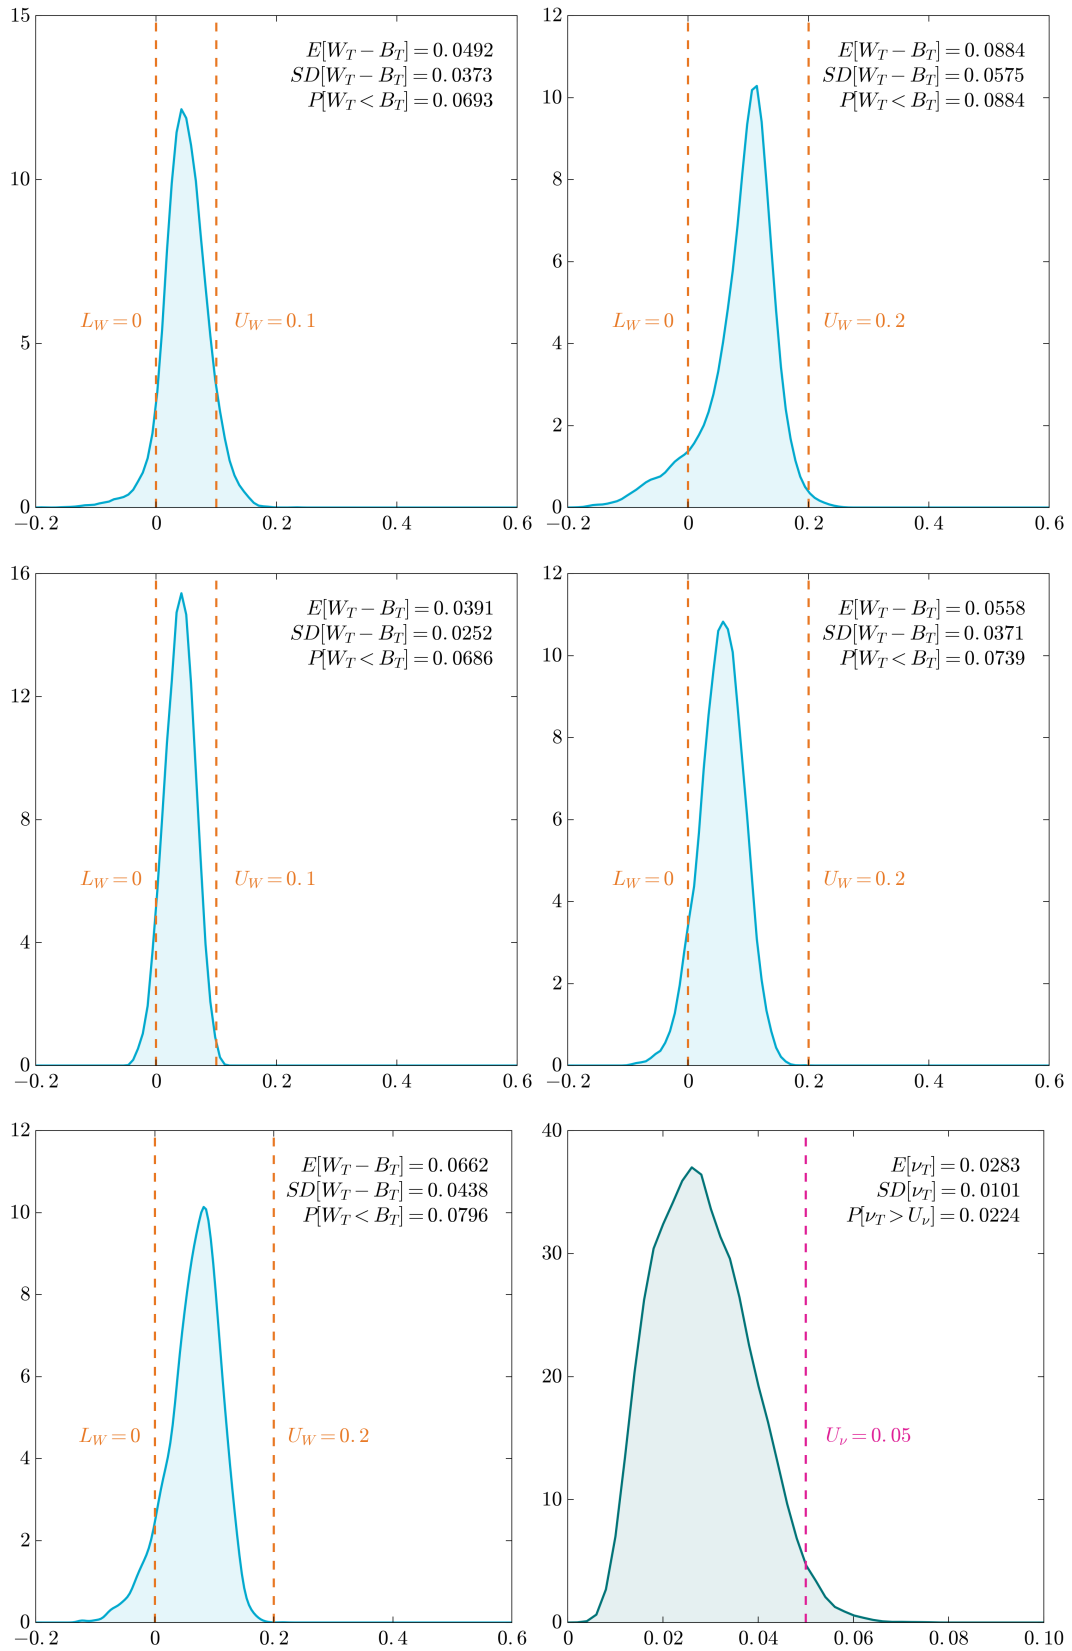 15
10
5
0
−0.2
0
0.2
0.4
0.6
E[W_T − B_T] = 0.0492
SD[W_T − B_T] = 0.0373
P[W_T < B_T] = 0.0693
L_W = 0
U_W = 0.1
12
10
8
6
4
2
0
−0.2
0
0.2
0.4
0.6
E[W_T − B_T] = 0.0884
SD[W_T − B_T] = 0.0575
P[W_T < B_T] = 0.0884
L_W = 0
U_W = 0.2
16
12
8
4
0
−0.2
0
0.2
0.4
0.6
E[W_T − B_T] = 0.0391
SD[W_T − B_T] = 0.0252
P[W_T < B_T] = 0.0686
L_W = 0
U_W = 0.1
12
10
8
6
4
2
0
−0.2
0
0.2
0.4
0.6
E[W_T − B_T] = 0.0558
SD[W_T − B_T] = 0.0371
P[W_T < B_T] = 0.0739
L_W = 0
U_W = 0.2
12
10
8
6
4
2
0
−0.2
0
0.2
0.4
0.6
E[W_T − B_T] = 0.0662
SD[W_T − B_T] = 0.0438
P[W_T < B_T] = 0.0796
L_W = 0
U_W = 0.2
40
30
20
10
0
0
0.02
0.04
0.06
0.08
0.10
E[ν_T] = 0.0283
SD[ν_T] = 0.0101
P[ν_T > U_ν] = 0.0224
U_ν = 0.05